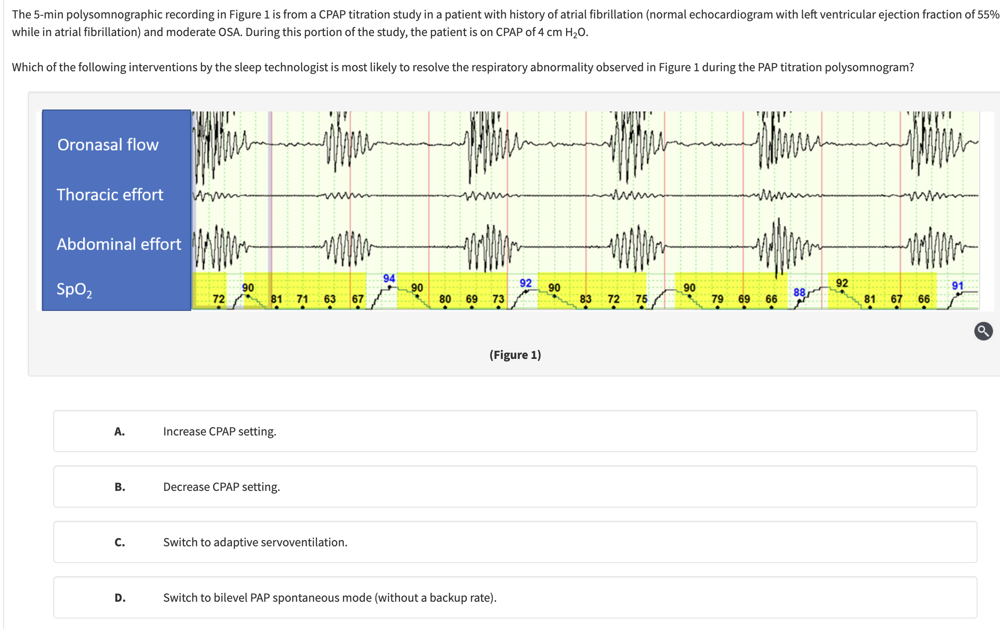 The 5-min polysomnographic recording in Figure 1 is from a CPAP titration study in a patient with history of atrial fibrillation (normal echocardiogram with left ventricular ejection fraction of 55%
while in atrial fibrillation) and moderate OSA. During this portion of the study, the patient is on CPAP of 4 cm H₂O.
Which of the following interventions by the sleep technologist is most likely to resolve the respiratory abnormality observed in Figure 1 during the PAP titration polysomnogram?
Oronasal flow
Thoracic effort
Abdominal effort
SpO₂
72 90 81 71 63 67 94 90 80 69 73 92 90 83 72 75 90 79 69 66 88 92 81 67 66 91
(Figure 1)
A. Increase CPAP setting.
B. Decrease CPAP setting.
C. Switch to adaptive servoventilation.
D. Switch to bilevel PAP spontaneous mode (without a backup rate).